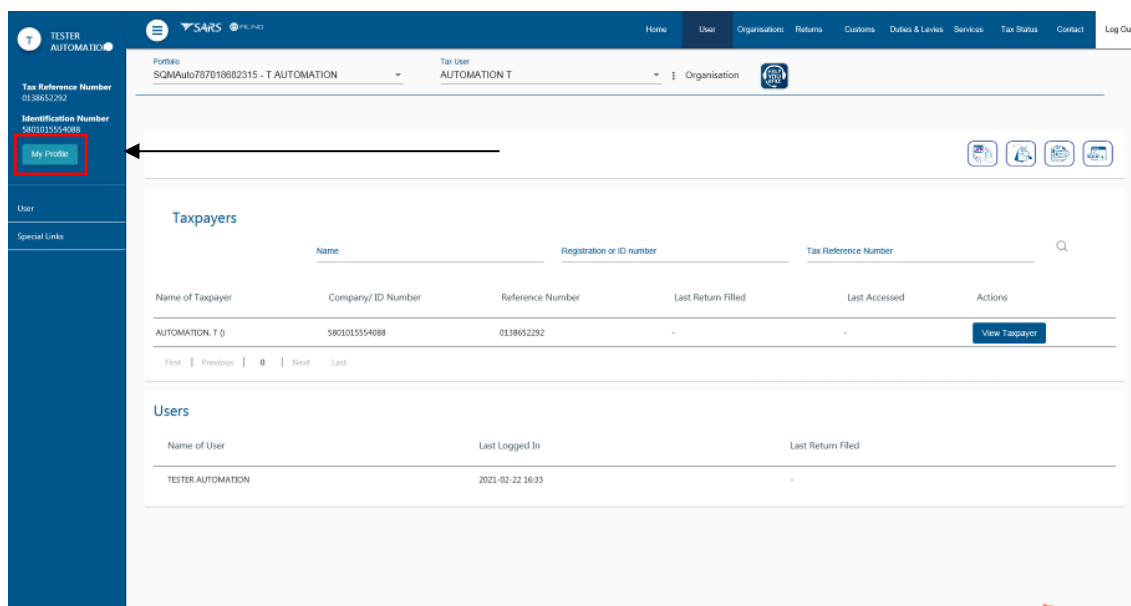 T
TESTER
AUTOMATION
Tax Reference Number
0138652292
Identification Number
5801015554088
My Profile
User
Special Links
SARS eFILING
Home User Organisations Returns Customs Duties & Levies Services Tax Status Contact Log Ou
Portfolio
SQMAuto787018682315 - T AUTOMATION
Tax User
AUTOMATION T
Organisation
HELP
YOU
eFILE
Taxpayers
Name Registration or ID number Tax Reference Number
Name of Taxpayer Company/ ID Number Reference Number Last Return Filled Last Accessed Actions
AUTOMATION, T () 5801015554088 0138652292 - - View Taxpayer
First | Previous | 0 | Next Last
Users
Name of User Last Logged In Last Return Filed
TESTER AUTOMATION 2021-02-22 16:33 -